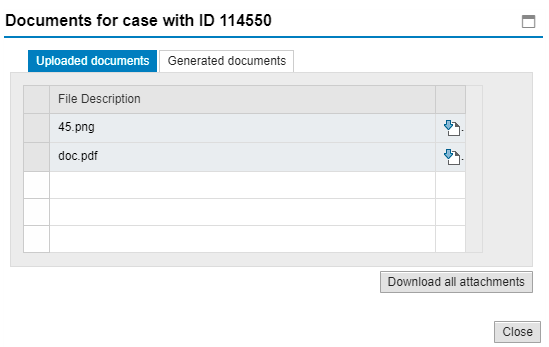 Documents for case with ID 114550
Uploaded documents Generated documents
File Description
45.png
doc.pdf
Download all attachments
Close